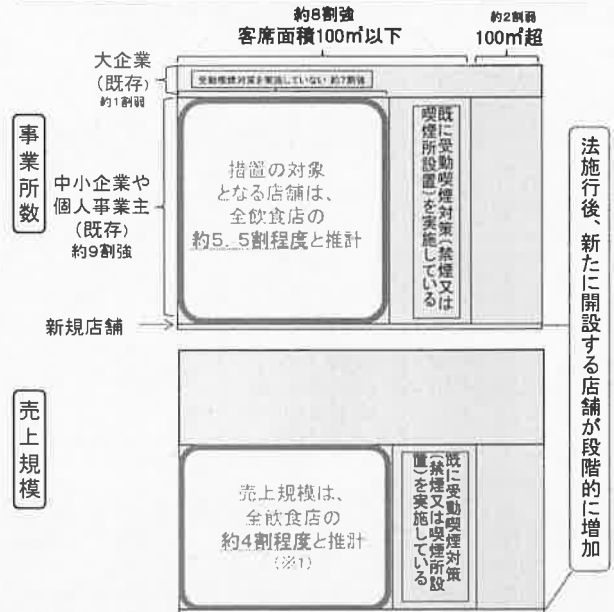 約8割強
客席面積100㎡以下
約2割弱
100㎡超
大企業
(既存)
約1割弱
受動喫煙対策を実施していない 約7割強
事業所数
中小企業や
個人事業主
(既存)
約9割強
措置の対象
となる店舗は、
全飲食店の
約5.5割程度と推計
既に受動喫煙対策(禁煙又は
喫煙所設置)を実施している
新規店舗
法施行後、新たに開設する店舗が段階的に増加
売上規模
売上規模は、
全飲食店の
約4割程度と推計
(※1)
既に受動喫煙対策
(禁煙又は喫煙所設
置)を実施している